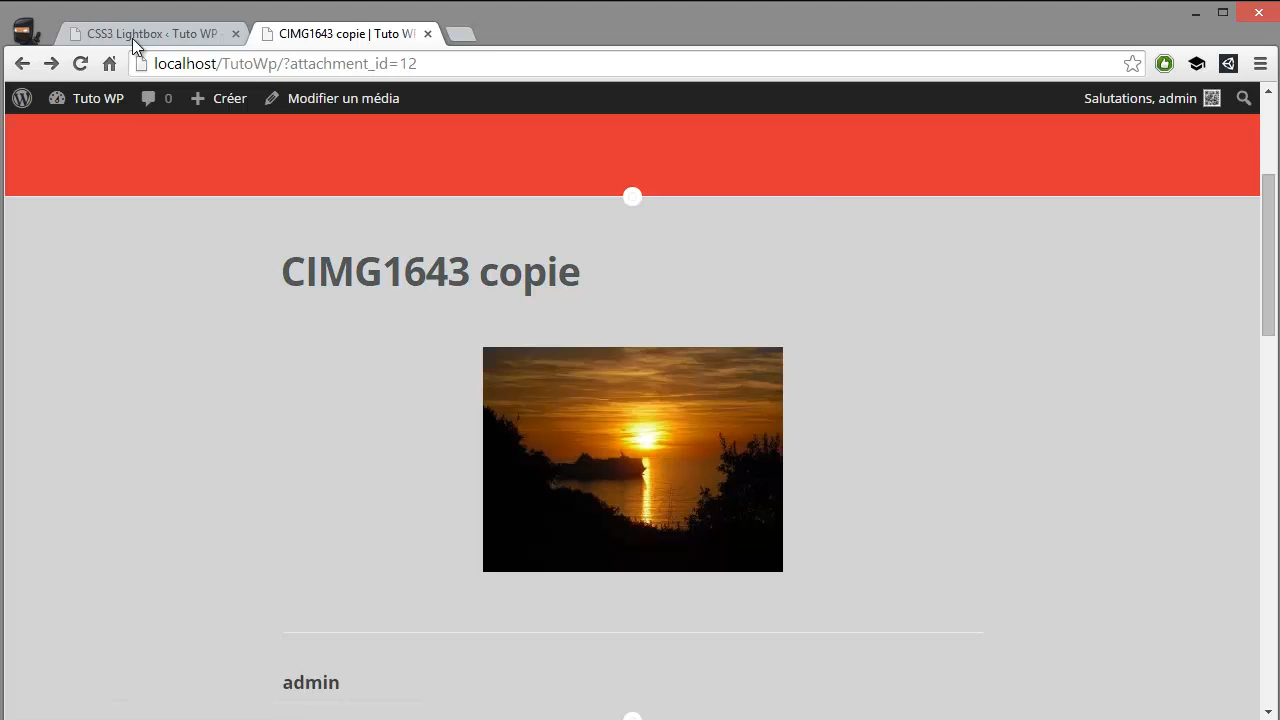 CSS3 Lightbox ‹ Tuto WP
CIMG1643 copie | Tuto W
localhost/TutoWp/?attachment_id=12
Tuto WP 0 Créer Modifier un média Salutations, admin
CIMG1643 copie
admin